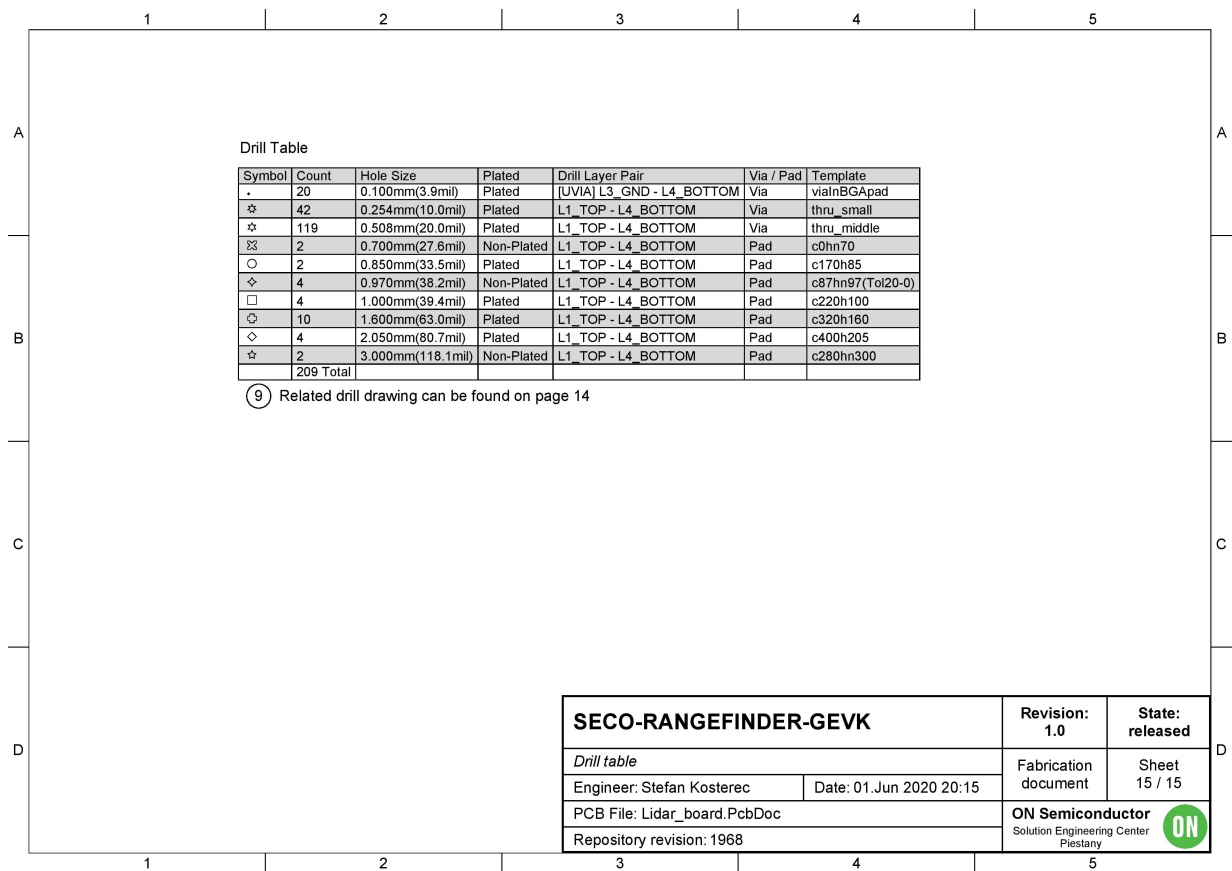 1 2 3 4 5
A A
Drill Table
Symbol Count Hole Size Plated Drill Layer Pair Via / Pad Template
20 0.100mm(3.9mil) Plated [UVIA] L3_GND - L4_BOTTOM Via viaInBGApad
42 0.254mm(10.0mil) Plated L1_TOP - L4_BOTTOM Via thru_small
119 0.508mm(20.0mil) Plated L1_TOP - L4_BOTTOM Via thru_middle
2 0.700mm(27.6mil) Non-Plated L1_TOP - L4_BOTTOM Pad c0hn70
2 0.850mm(33.5mil) Plated L1_TOP - L4_BOTTOM Pad c170h85
4 0.970mm(38.2mil) Non-Plated L1_TOP - L4_BOTTOM Pad c87hn97(Tol20-0)
4 1.000mm(39.4mil) Plated L1_TOP - L4_BOTTOM Pad c220h100
10 1.600mm(63.0mil) Plated L1_TOP - L4_BOTTOM Pad c320h160
B B
4 2.050mm(80.7mil) Plated L1_TOP - L4_BOTTOM Pad c400h205
2 3.000mm(118.1mil) Non-Plated L1_TOP - L4_BOTTOM Pad c280hn300
209 Total
9 Related drill drawing can be found on page 14
C C
D D
SECO-RANGEFINDER-GEVK
Revision: 1.0
State: released
Drill table
Fabrication document
Sheet 15 / 15
Engineer: Stefan Kosterec Date: 01.Jun 2020 20:15
PCB File: Lidar_board.PcbDoc
Repository revision: 1968
ON Semiconductor
Solution Engineering Center
Piestany
ON
1 2 3 4 5